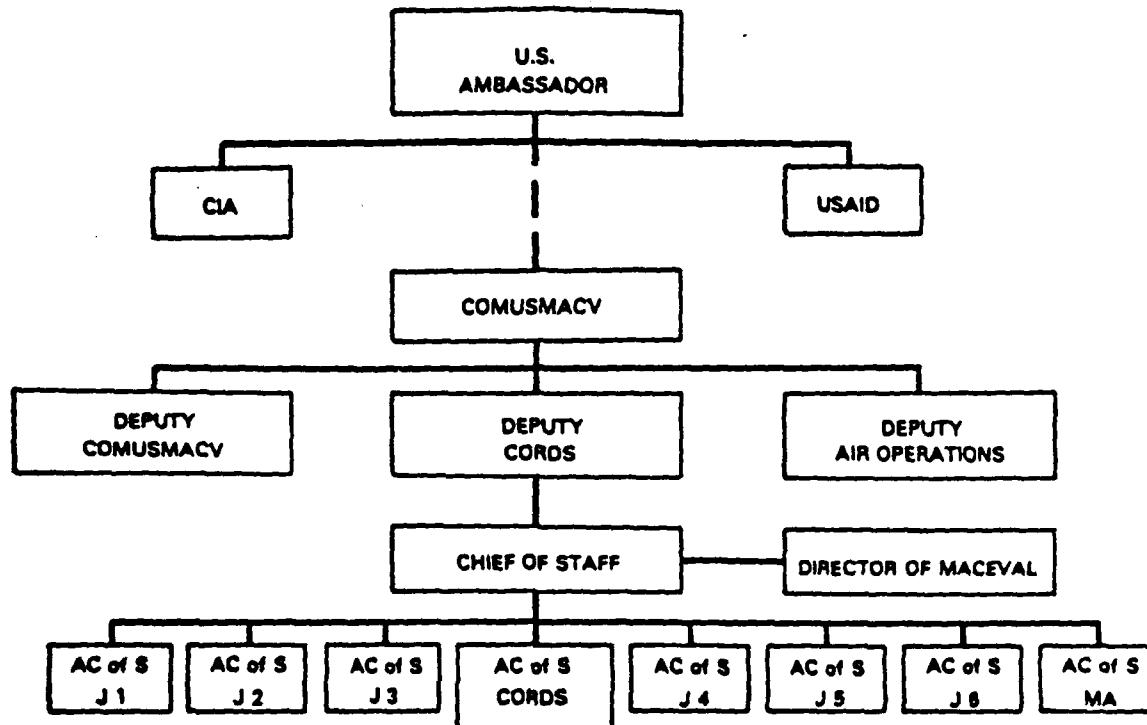 U.S.
AMBASSADOR
CIA
USAID
COMUSMACV
DEPUTY
COMUSMACV
DEPUTY
CORDS
DEPUTY
AIR OPERATIONS
CHIEF OF STAFF
DIRECTOR OF MACEVAL
AC of S
J 1
AC of S
J 2
AC of S
J 3
AC of S
CORDS
AC of S
J 4
AC of S
J 5
AC of S
J 6
AC of S
MA